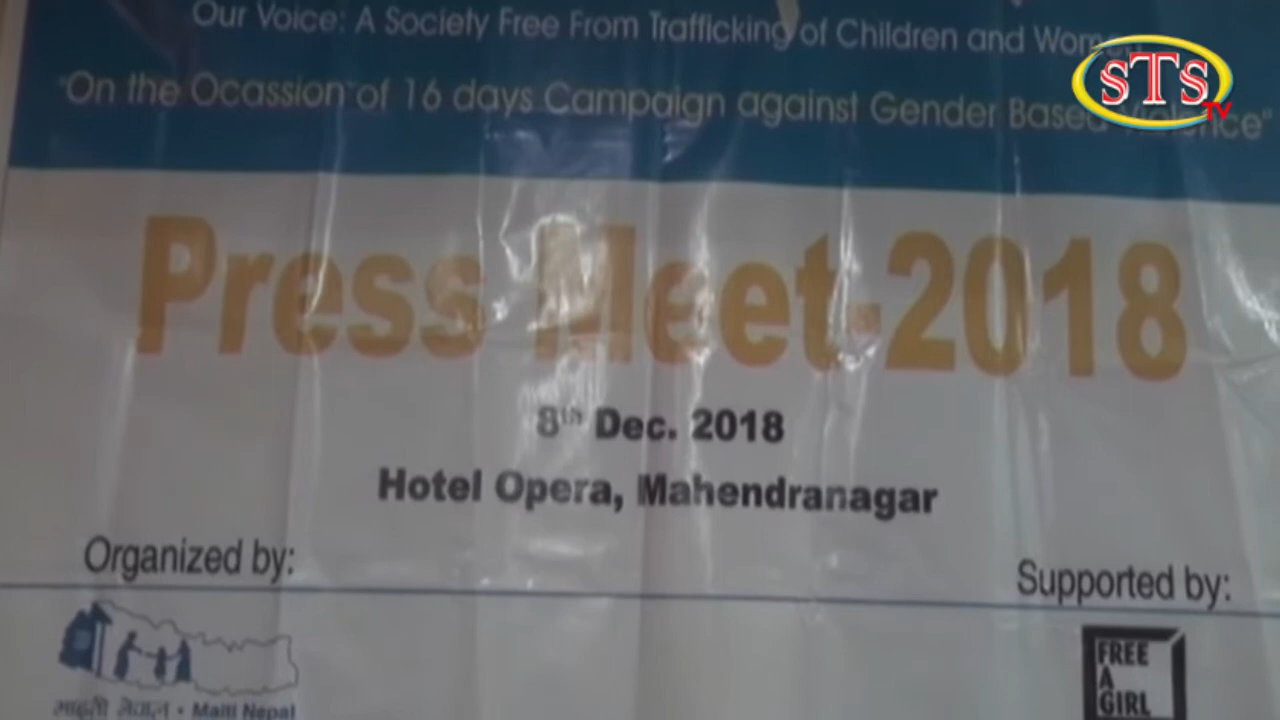 Our Voice: A Society Free From Trafficking of Children and Women
"On the Ocassion of 16 days Campaign against Gender Based Violence"
STS
TV
Press Meet-2018
8th Dec. 2018
Hotel Opera, Mahendranagar
Organized by:
Supported by:
माइती नेपाल • Maiti Nepal
FREE
A
GIRL